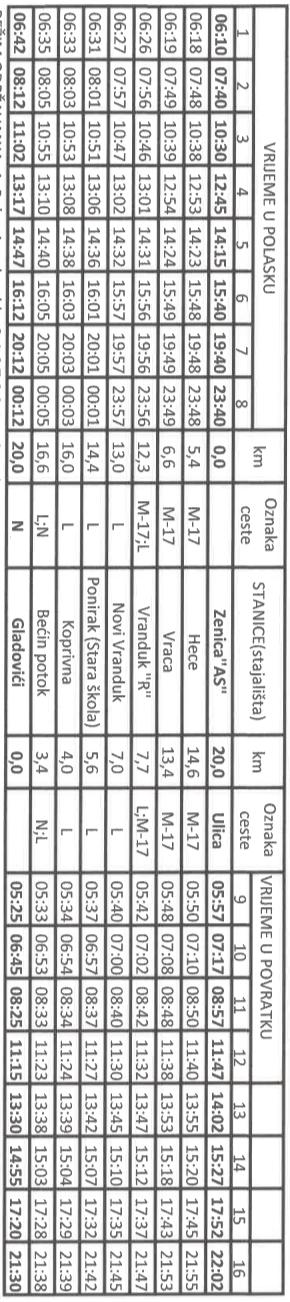 VRIJEME U POLASKU km Oznaka ceste STANICE(stajališta) km Oznaka ceste VRIJEME U POVRATKU
1 2 3 4 5 6 7 8 9 10 11 12 13 14 15 16
06:10 07:40 10:30 12:45 14:15 15:40 19:40 23:40 0,0 Zenica"AS" 20,0 Ulica 05:57 07:17 08:57 11:47 14:02 15:27 17:52 22:02
06:18 07:48 10:38 12:53 14:23 15:48 19:48 23:48 5,4 M-17 Hece 14,6 M-17 05:50 07:10 08:50 11:40 13:55 15:20 17:45 21:55
06:19 07:49 10:39 12:54 14:24 15:49 19:49 23:49 6,6 M-17 Vraca 13,4 M-17 05:48 07:08 08:48 11:38 13:53 15:18 17:43 21:53
06:26 07:56 10:46 13:01 14:31 15:56 19:56 23:56 12,3 M-17;L Vranduk "R" 7,7 L;M-17 05:42 07:02 08:42 11:32 13:47 15:12 17:37 21:47
06:27 07:57 10:47 13:02 14:32 15:57 19:57 23:57 13,0 L Novi Vranduk 7,0 L 05:40 07:00 08:40 11:30 13:45 15:10 17:35 21:45
06:31 08:01 10:51 13:06 14:36 16:01 20:01 00:01 14,4 L Ponirak (Stara škola) 5,6 L 05:37 06:57 08:37 11:27 13:42 15:07 17:32 21:42
06:33 08:03 10:53 13:08 14:38 16:03 20:03 00:03 16,0 L Koprivna 4,0 L 05:34 06:54 08:34 11:24 13:39 15:04 17:29 21:39
06:35 08:05 10:55 13:10 14:40 16:05 20:05 00:05 16,6 L;N Bećin potok 3,4 N;L 05:33 06:53 08:33 11:23 13:38 15:03 17:28 21:38
06:42 08:12 11:02 13:17 14:47 16:12 20:12 00:12 20,0 N Gladovići 0,0 05:25 06:45 08:25 11:15 13:30 14:55 17:20 21:30